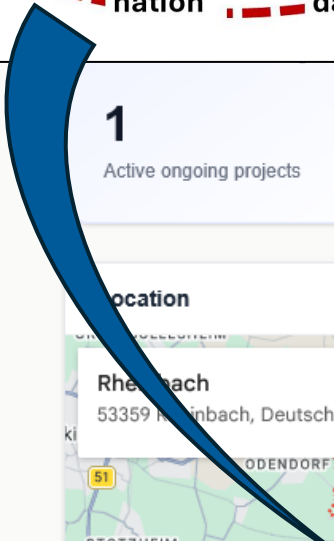 nation
1
Active ongoing projects
ocation
Rhe bach
53359 R inbach, Deutsch
51
ODENDORF